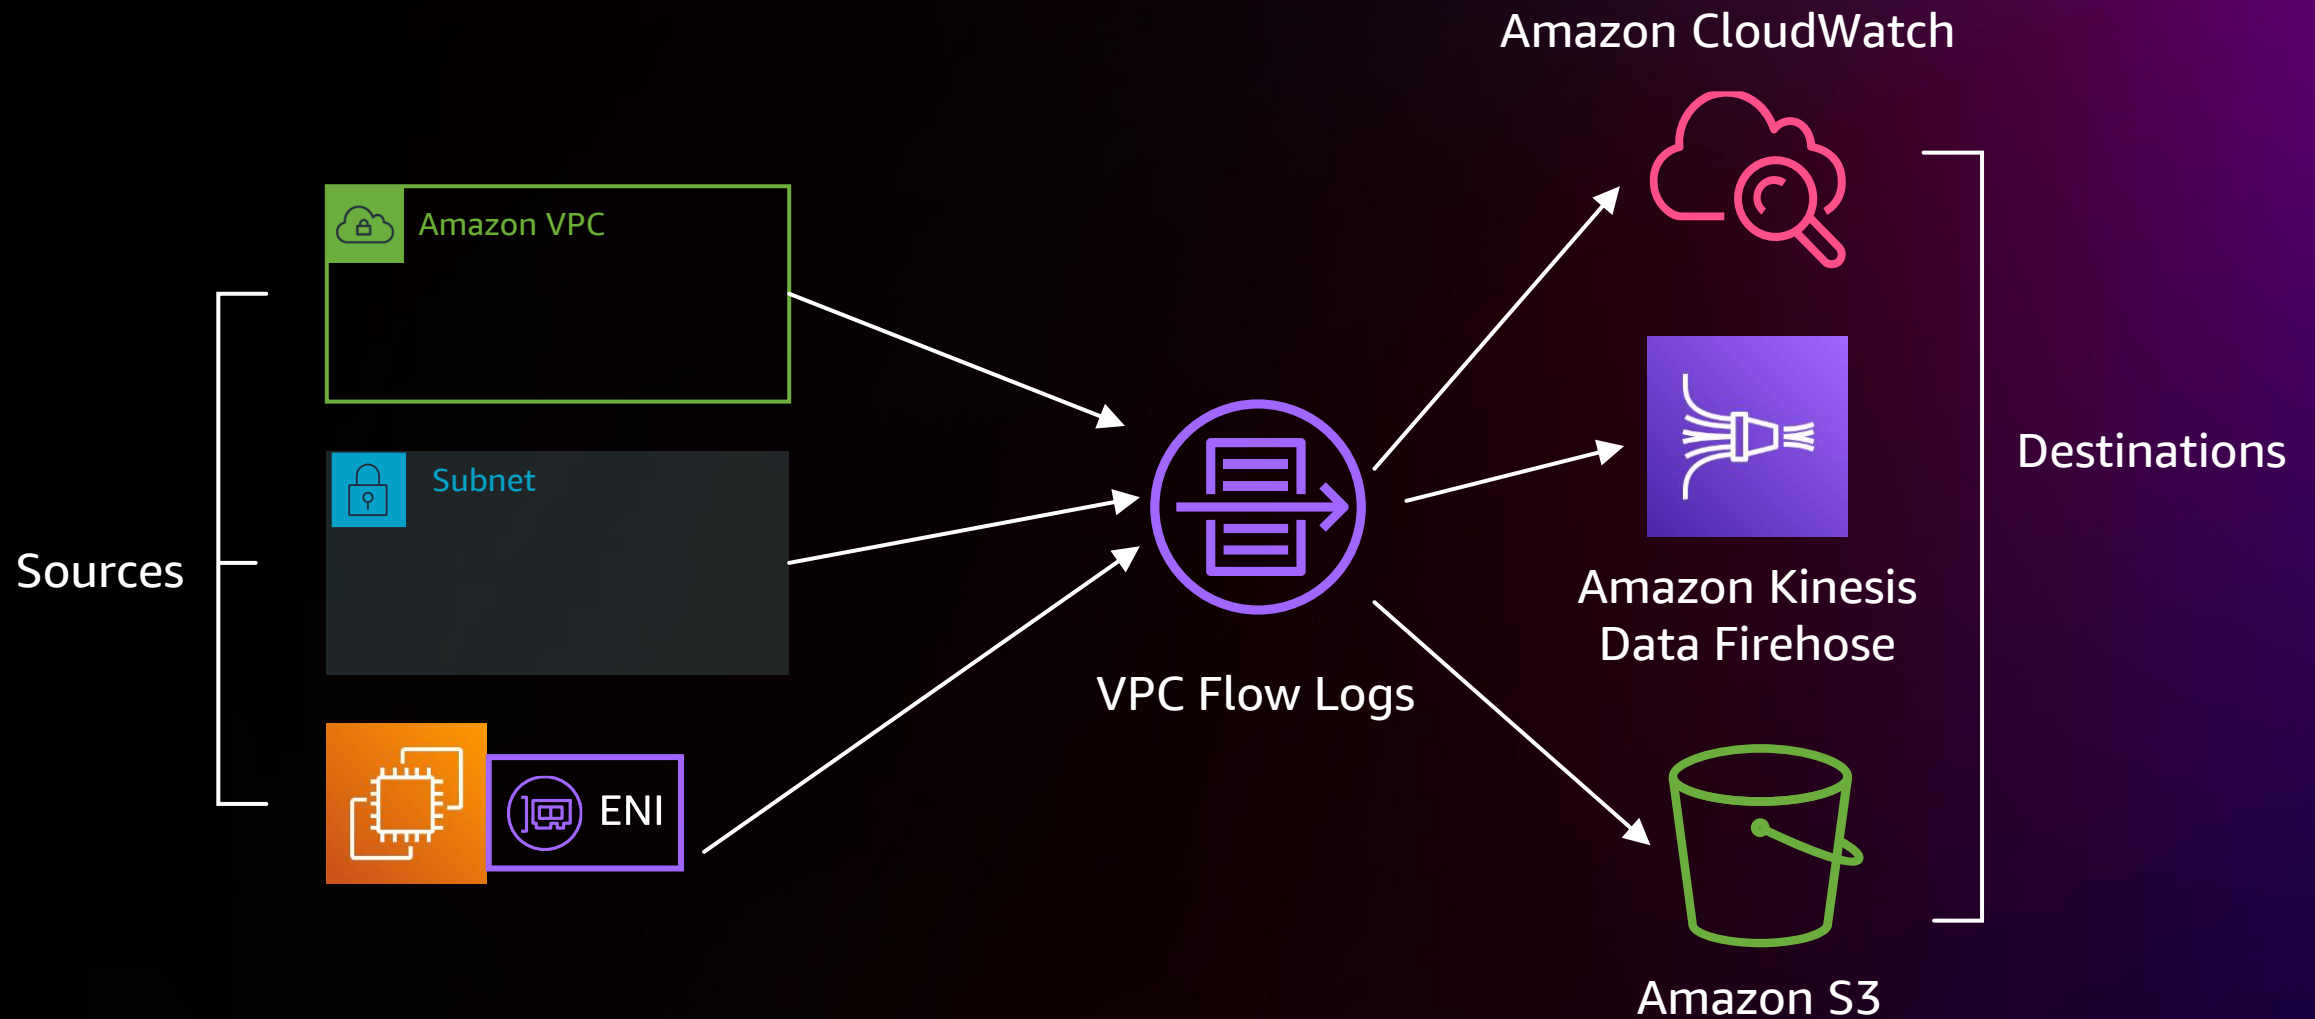 Amazon CloudWatch
Amazon VPC
Subnet
Sources
ENI
VPC Flow Logs
Amazon Kinesis
Data Firehose
Destinations
Amazon S3